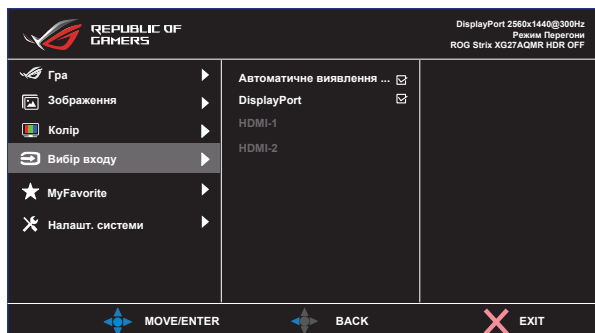 REPUBLIC OF
GAMERS
DisplayPort 2560x1440@300Hz
Режим Перегони
ROG Strix XG27AQMR HDR OFF
Гра
Зображення
Колір
Вибір входу
MyFavorite
Налашт. системи
Автоматичне виявлення ...
DisplayPort
HDMI-1
HDMI-2
MOVE/ENTER
BACK
EXIT